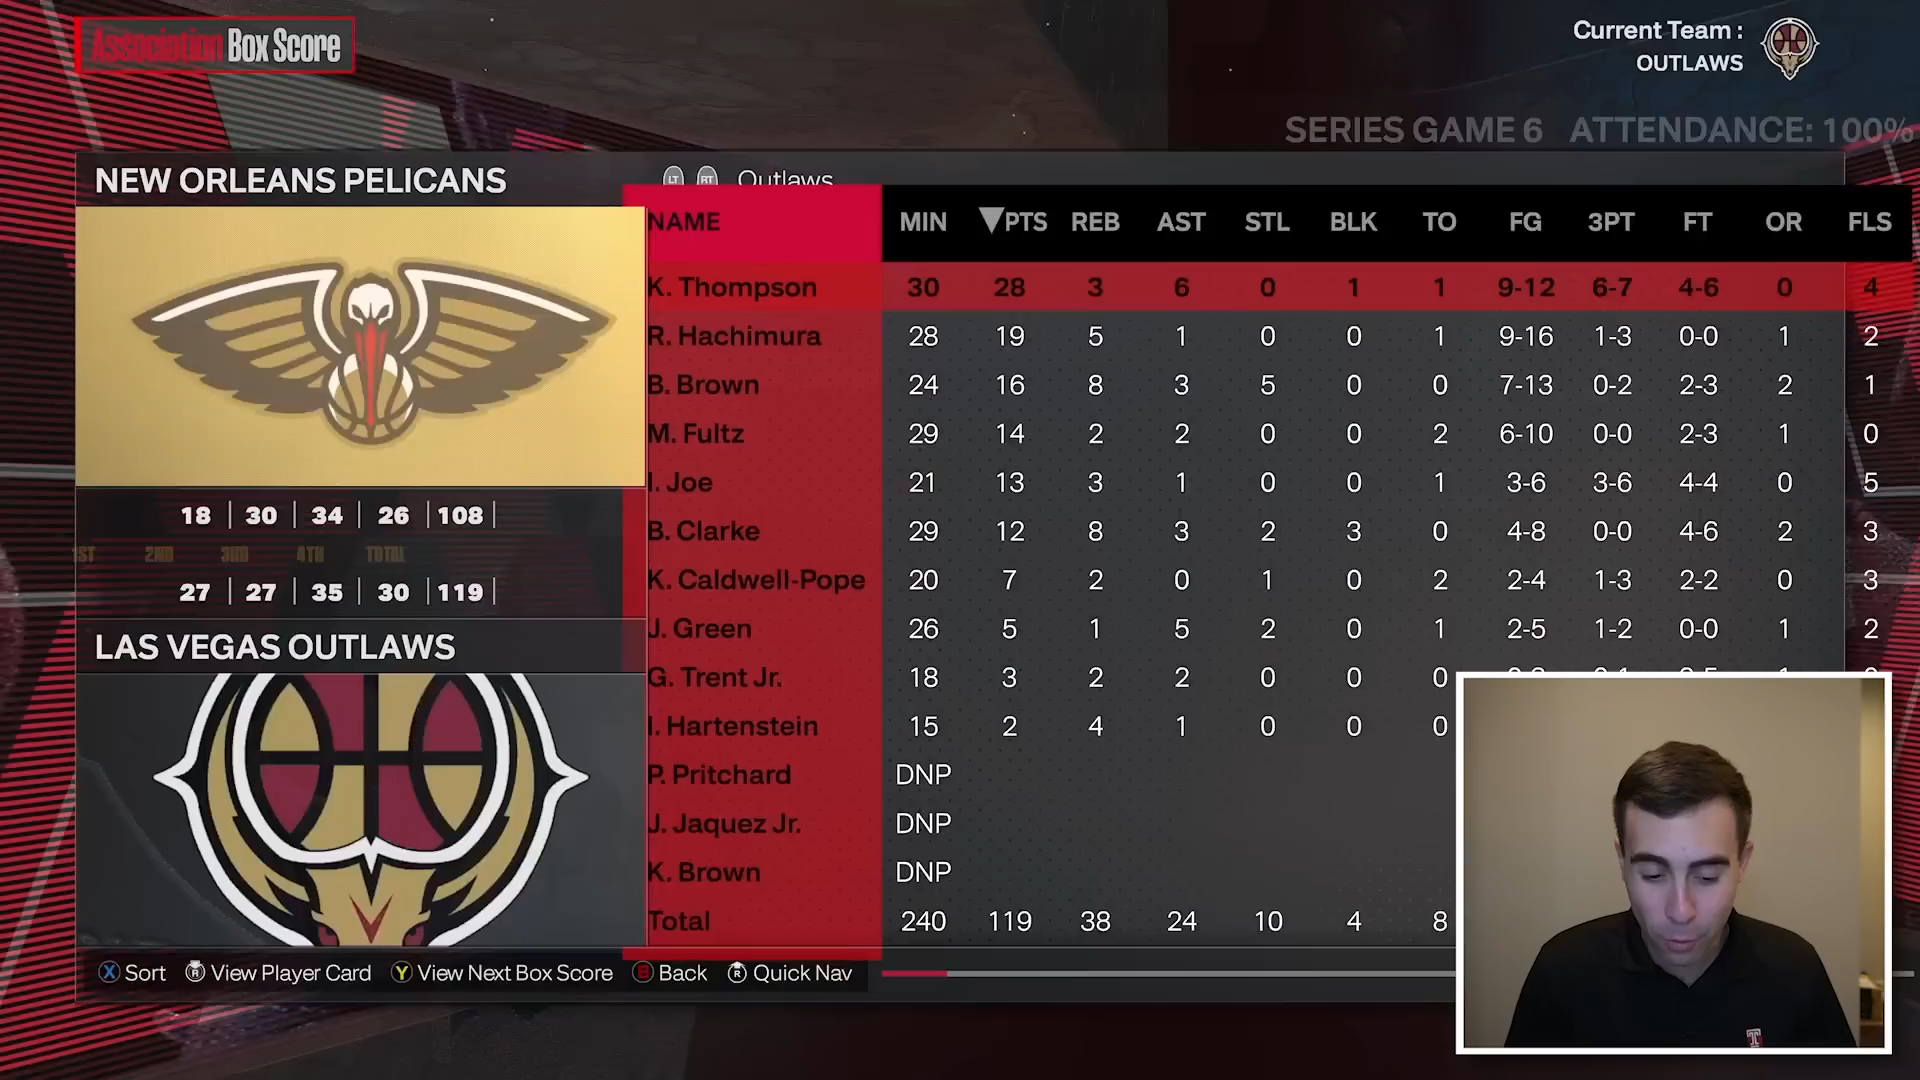 Association Box Score
Current Team :
OUTLAWS
SERIES GAME 6 ATTENDANCE: 100%
NEW ORLEANS PELICANS
18 30 34 26 108
1ST 2ND 3RD 4TH TOTAL
27 27 35 30 119
LAS VEGAS OUTLAWS
LT RT Outlaws
NAME MIN PTS REB AST STL BLK TO FG 3PT FT OR FLS
K. Thompson 30 28 3 6 0 1 1 9-12 6-7 4-6 0 4
R. Hachimura 28 19 5 1 0 0 1 9-16 1-3 0-0 1 2
B. Brown 24 16 8 3 5 0 0 7-13 0-2 2-3 2 1
M. Fultz 29 14 2 2 0 0 2 6-10 0-0 2-3 1 0
I. Joe 21 13 3 1 0 0 1 3-6 3-6 4-4 0 5
B. Clarke 29 12 8 3 2 3 0 4-8 0-0 4-6 2 3
K. Caldwell-Pope 20 7 2 0 1 0 2 2-4 1-3 2-2 0 3
J. Green 26 5 1 5 2 0 1 2-5 1-2 0-0 1 2
G. Trent Jr. 18 3 2 2 0 0 0
I. Hartenstein 15 2 4 1 0 0 0
P. Pritchard DNP
J. Jaquez Jr. DNP
K. Brown DNP
Total 240 119 38 24 10 4 8
X Sort R View Player Card Y View Next Box Score B Back R Quick Nav